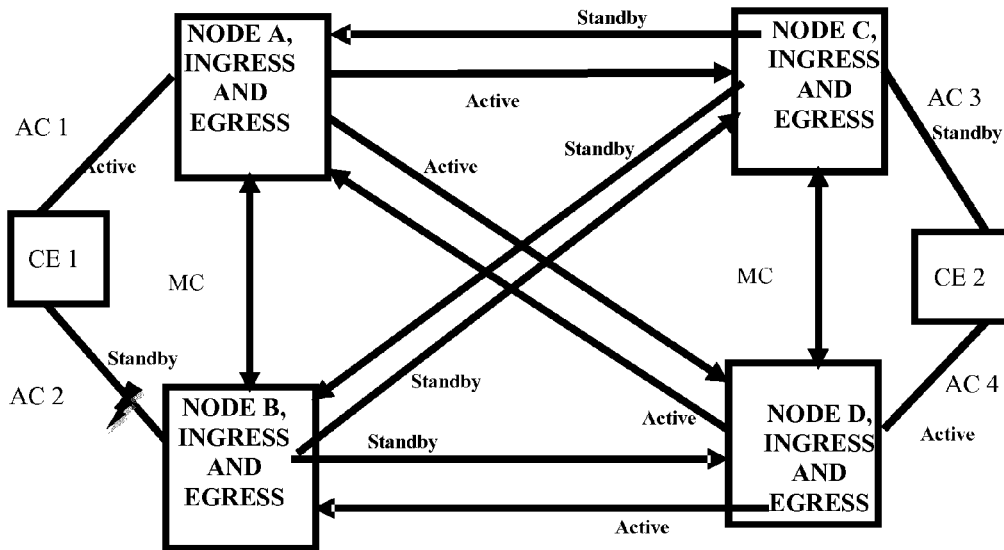 Standby
NODE A,
INGRESS
AND
EGRESS
NODE C,
INGRESS
AND
EGRESS
Active
AC 1
Active
AC 3
Standby
Standby
Active
CE 1
MC
MC
CE 2
Standby
AC 2
Standby
AC 4
Active
NODE B,
INGRESS
AND
EGRESS
Active
Standby
NODE D,
INGRESS
AND
EGRESS
Active